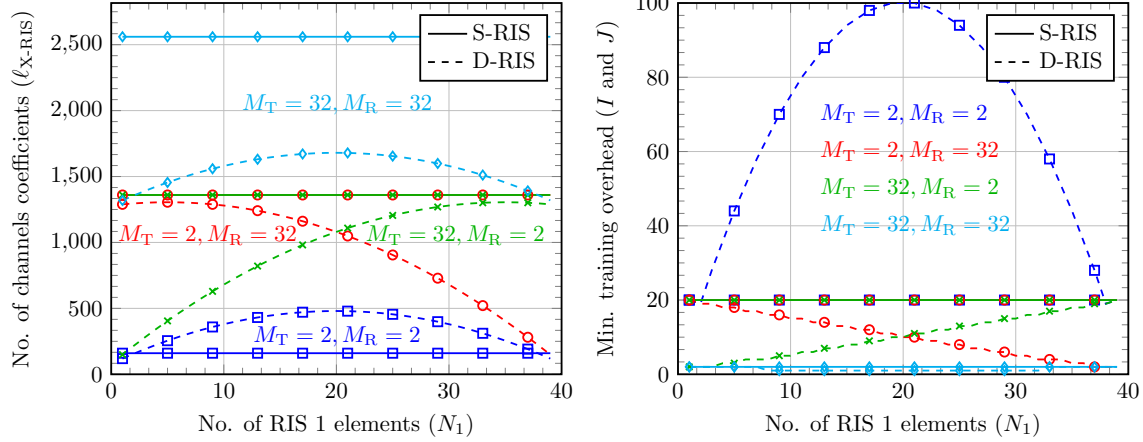 No. of channels coefficients (ℓ_X-RIS)
2,500
2,000
1,500
1,000
500
0
S-RIS
D-RIS
M_T = 32, M_R = 32
M_T = 2, M_R = 32
M_T = 32, M_R = 2
M_T = 2, M_R = 2
0 10 20 30 40
No. of RIS 1 elements (N_1)
Min. training overhead (I and J)
100
80
60
40
20
0
S-RIS
D-RIS
M_T = 2, M_R = 2
M_T = 2, M_R = 32
M_T = 32, M_R = 2
M_T = 32, M_R = 32
0 10 20 30 40
No. of RIS 1 elements (N_1)